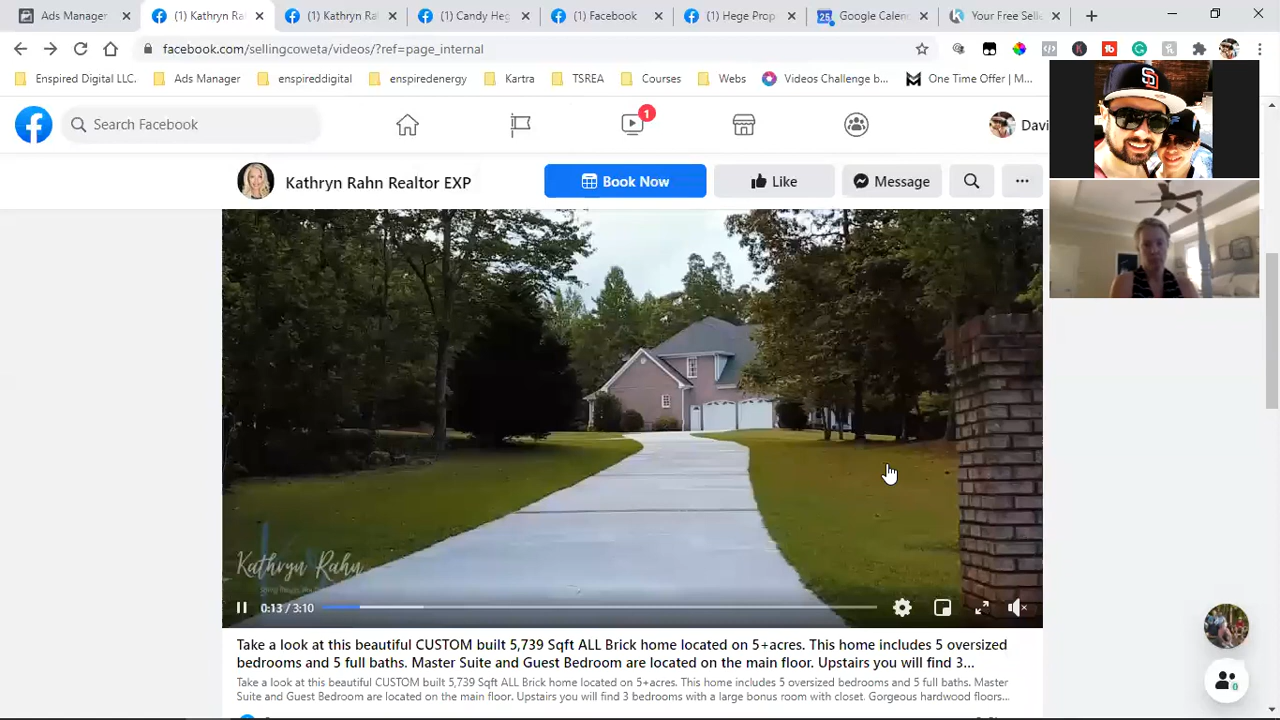 Ads Manager
(1) Kathryn Ra
(1) Kathryn Ra
(1) Candy Heg
(1) Facebook
(1) Hege Prop
25
Google Calen
Your Free Selle
facebook.com/sellingcoweta/videos/?ref=page_internal
Enspired Digital LLC.
Ads Manager
enspireddigital
enpiredre
Kartra
TSREA
Courses
Webs
Videos Challenge b...
One Time Offer | M...
Search Facebook
1
Davi
SD
Kathryn Rahn Realtor EXP
Book Now
Like
Message
Kathryn Rahn
0:13 / 3:10
Take a look at this beautiful CUSTOM built 5,739 Sqft ALL Brick home located on 5+acres. This home includes 5 oversized
bedrooms and 5 full baths. Master Suite and Guest Bedroom are located on the main floor. Upstairs you will find 3...
Take a look at this beautiful CUSTOM built 5,739 Sqft ALL Brick home located on 5+acres. This home includes 5 oversized bedrooms and 5 full baths. Master
Suite and Guest Bedroom are located on the main floor. Upstairs you will find 3 bedrooms with a large bonus room with closet. Gorgeous hardwood floors...